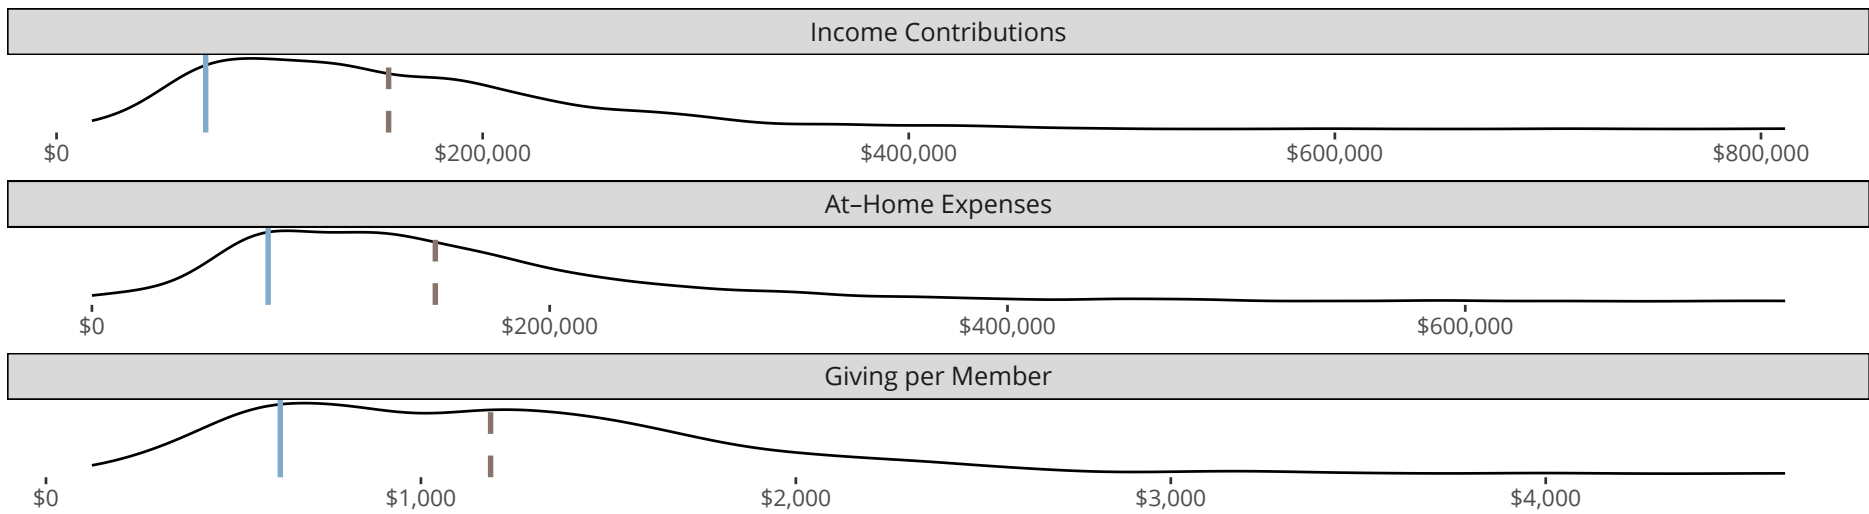 Income Contributions
$0 $200,000 $400,000 $600,000 $800,000
At–Home Expenses
$0 $200,000 $400,000 $600,000
Giving per Member
$0 $1,000 $2,000 $3,000 $4,000